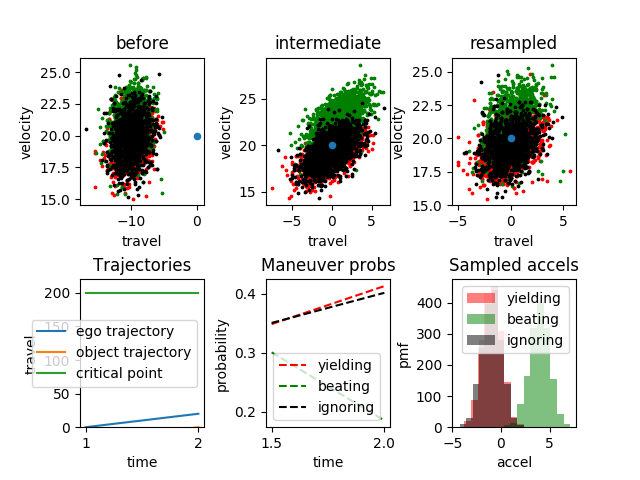 before
intermediate
resampled
velocity
25.0
22.5
20.0
17.5
15.0
−10
0
travel
velocity
25
20
15
−5
0
5
travel
velocity
25.0
22.5
20.0
17.5
15.0
−5
0
5
travel
Trajectories
Maneuver probs
Sampled accels
travel
200
150
100
50
0
ego trajectory
object trajectory
critical point
1
2
time
probability
0.4
0.3
0.2
yielding
beating
ignoring
1.5
2.0
time
pmf
400
300
200
100
0
yielding
beating
ignoring
−5
0
5
accel